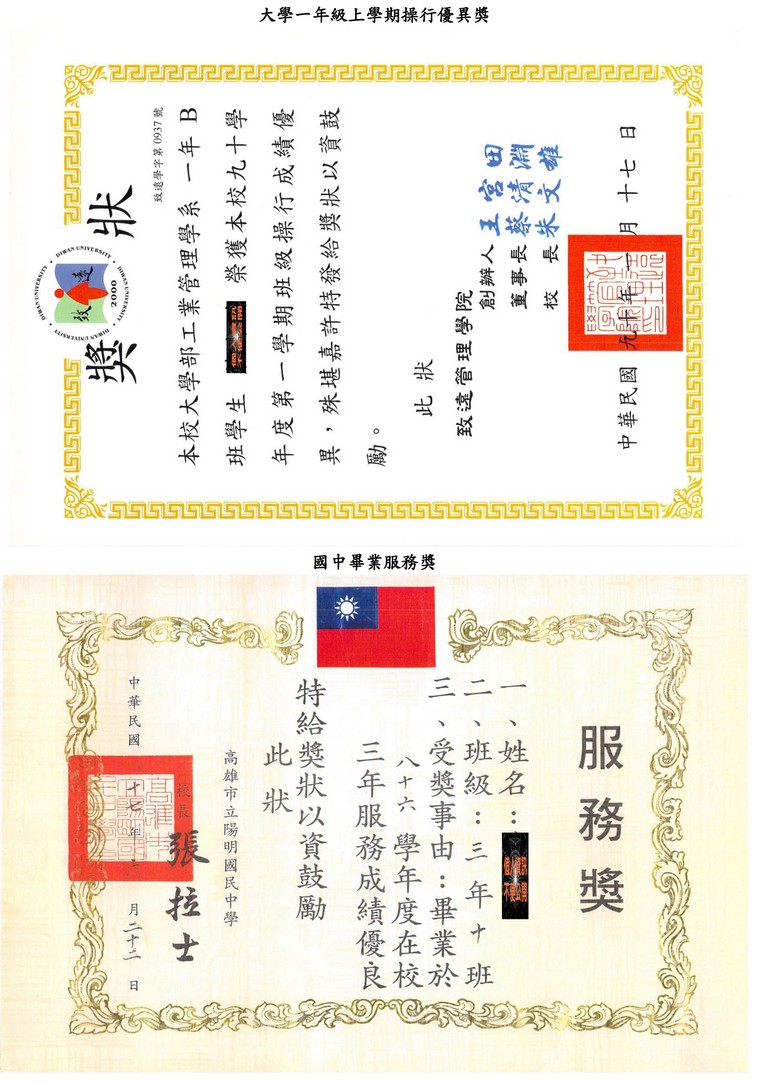 大學一年級上學期操行優異獎
獎狀
DIWAN UNIVERSITY
致遠
2000
致遠學字第0937號
本校大學部工業管理學系 一年 B
班學生 榮獲本校九十學
年度第一學期班級操行成績優
異，殊堪嘉許特發給獎狀以資鼓
勵。
此狀
致遠管理學院
創辦人 王宮田
董事長 蔡清淵
校長 朱文雄
中華民國 九十 年 月 十七 日
國中畢業服務獎
服務獎
一、姓名：
二、班級：三年十班
三、受獎事由：畢業於
八十六學年度在校
三年服務成績優良
特給獎狀以資鼓勵
此狀
高雄市立陽明國民中學
校長 張拉士
中華民國 十七年 月二十二日